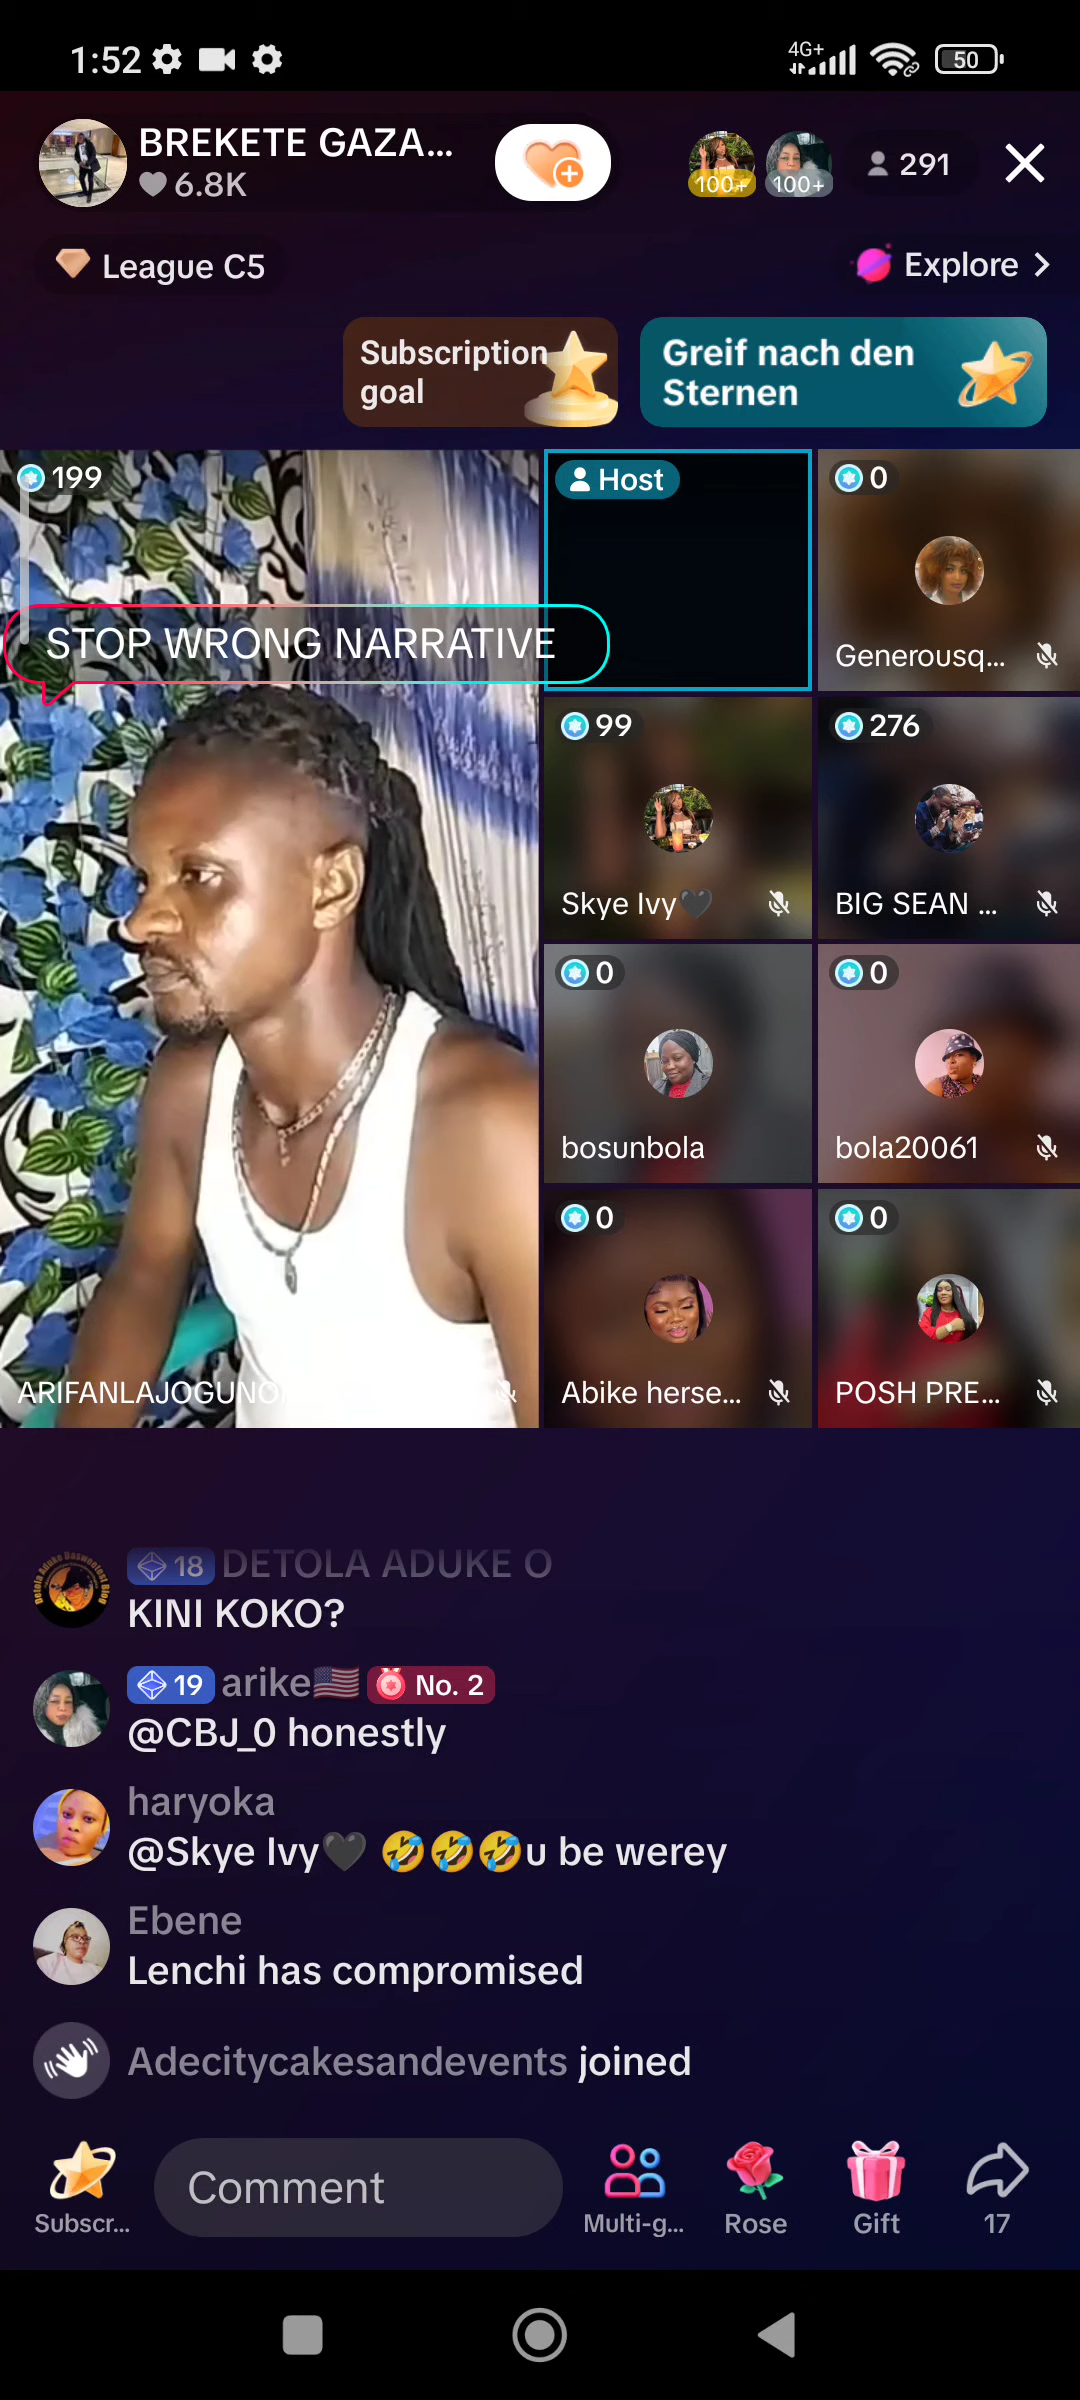 1:52
4G+
50
BREKETE GAZA...
6.8K
100+
100+
291
League C5
Explore
Subscription
goal
Greif nach den
Sternen
199
Host
0
STOP WRONG NARRATIVE
Generousq...
99
276
Skye Ivy🖤
BIG SEAN ...
0
0
bosunbola
bola20061
0
0
ARIFANLAJOGUNO
Abike herse...
POSH PRE...
18 DETOLA ADUKE O
KINI KOKO?
19 arike🇺🇸 No. 2
@CBJ_0 honestly
haryoka
@Skye Ivy🖤 🤣🤣🤣u be werey
Ebene
Lenchi has compromised
Adecitycakesandevents joined
Comment
Subscr...
Multi-g...
Rose
Gift
17